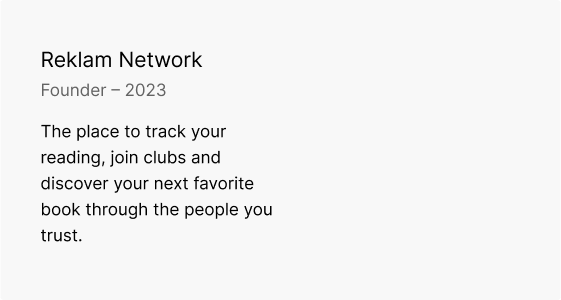 Reklam Network
Founder – 2023
The place to track your
reading, join clubs and
discover your next favorite
book through the people you
trust.